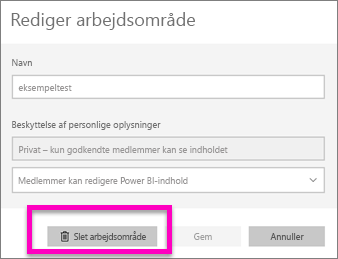 Rediger arbejdsområde
Navn
eksempeltest
Beskyttelse af personlige oplysninger
Privat – kun godkendte medlemmer kan se indholdet
Medlemmer kan redigere Power BI-indhold
Slet arbejdsområde Gem Annuller